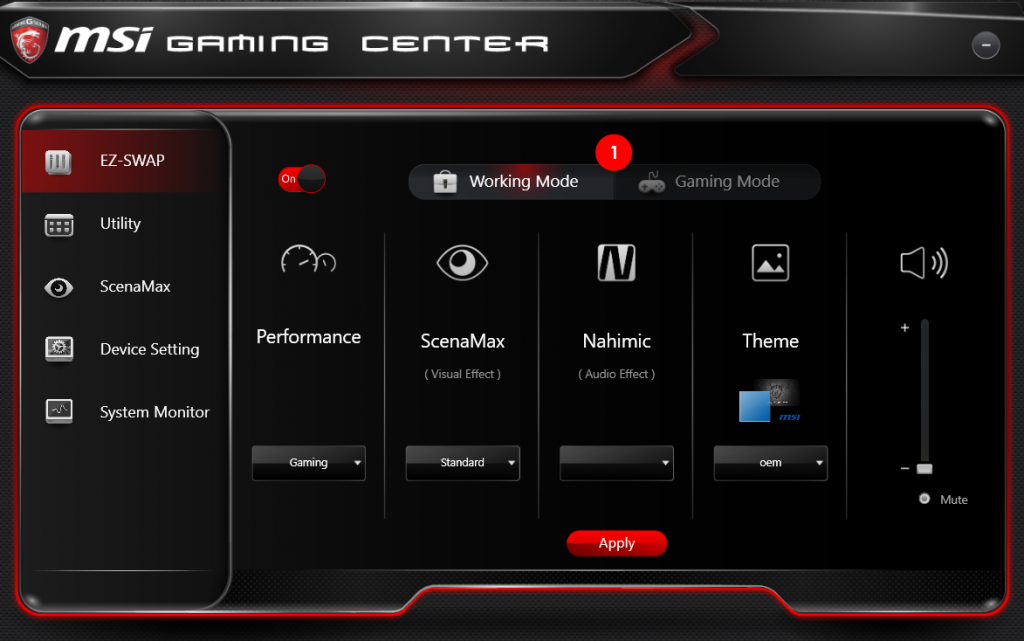 msi GAMING CENTER
EZ-SWAP
Utility
ScenaMax
Device Setting
System Monitor
On
1
Working Mode
Gaming Mode
Performance
ScenaMax
( Visual Effect )
Nahimic
( Audio Effect )
Theme
msi
Gaming
Standard
oem
+
−
Mute
Apply